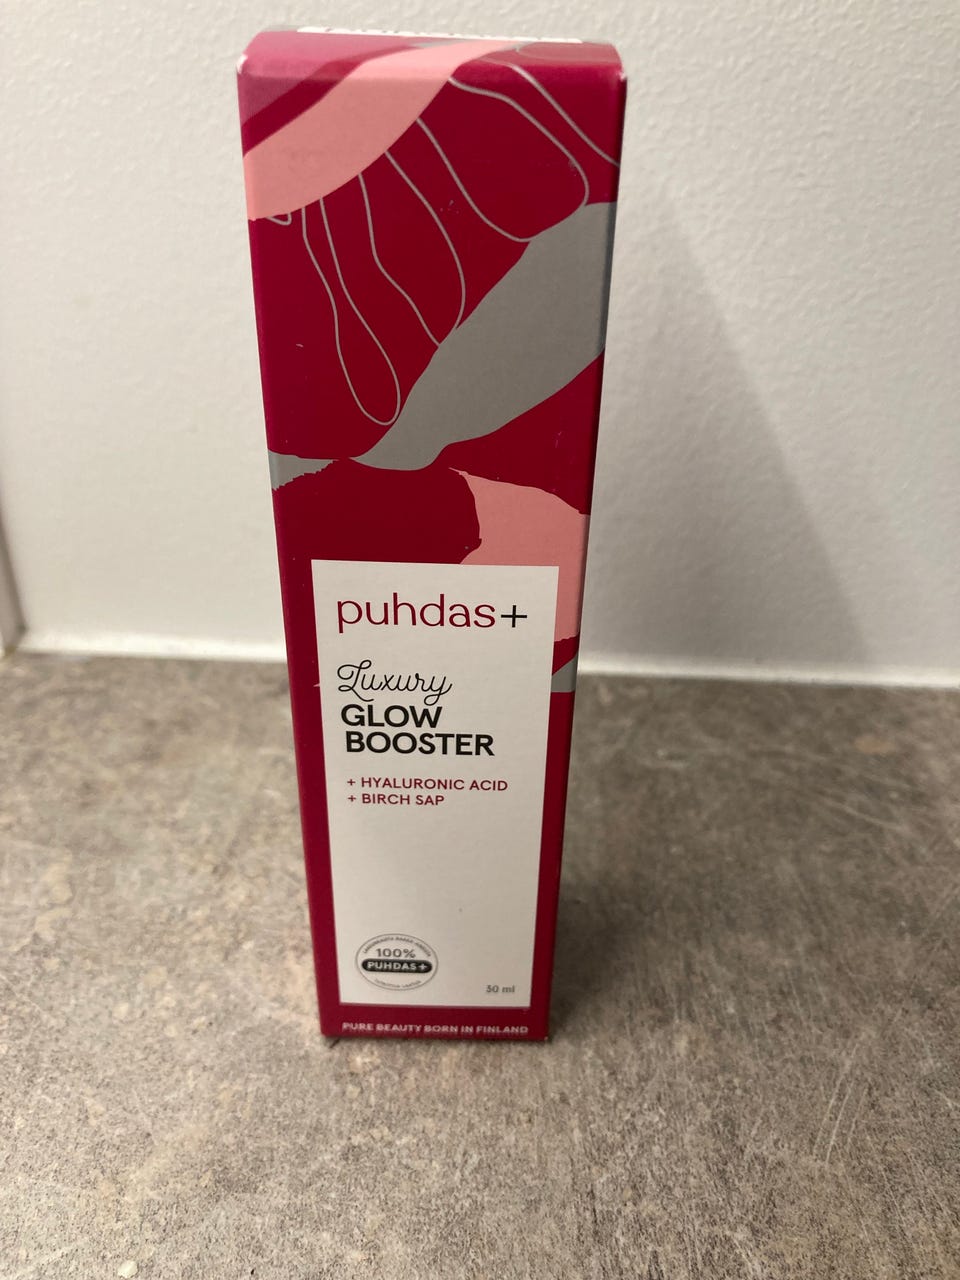 puhdas+
Luxury
GLOW
BOOSTER
+ HYALURONIC ACID
+ BIRCH SAP
100%
PUHDAS+
30 ml
PURE BEAUTY BORN IN FINLAND